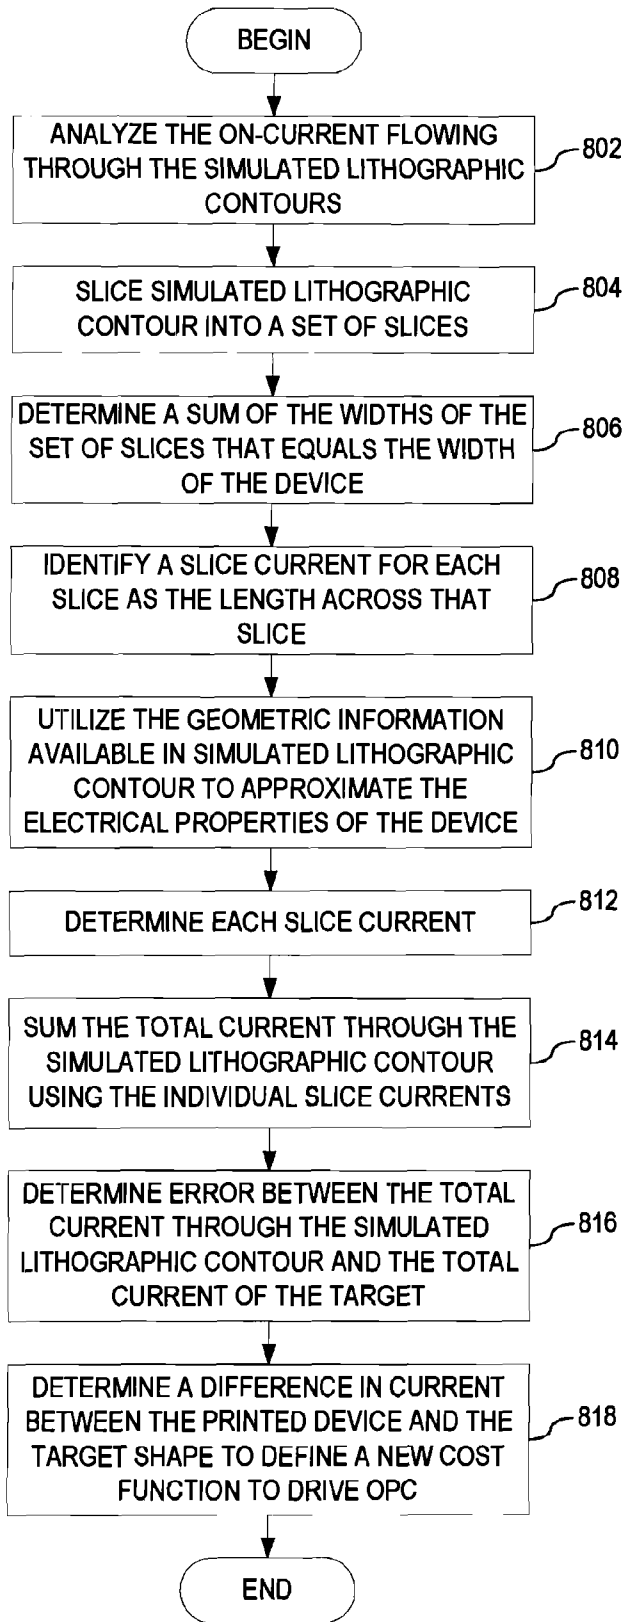 BEGIN
ANALYZE THE ON-CURRENT FLOWING
THROUGH THE SIMULATED LITHOGRAPHIC
CONTOURS
802
SLICE SIMULATED LITHOGRAPHIC
CONTOUR INTO A SET OF SLICES
804
DETERMINE A SUM OF THE WIDTHS OF THE
SET OF SLICES THAT EQUALS THE WIDTH
OF THE DEVICE
806
IDENTIFY A SLICE CURRENT FOR EACH
SLICE AS THE LENGTH ACROSS THAT
SLICE
808
UTILIZE THE GEOMETRIC INFORMATION
AVAILABLE IN SIMULATED LITHOGRAPHIC
CONTOUR TO APPROXIMATE THE
ELECTRICAL PROPERTIES OF THE DEVICE
810
DETERMINE EACH SLICE CURRENT
812
SUM THE TOTAL CURRENT THROUGH THE
SIMULATED LITHOGRAPHIC CONTOUR
USING THE INDIVIDUAL SLICE CURRENTS
814
DETERMINE ERROR BETWEEN THE TOTAL
CURRENT THROUGH THE SIMULATED
LITHOGRAPHIC CONTOUR AND THE TOTAL
CURRENT OF THE TARGET
816
DETERMINE A DIFFERENCE IN CURRENT
BETWEEN THE PRINTED DEVICE AND THE
TARGET SHAPE TO DEFINE A NEW COST
FUNCTION TO DRIVE OPC
818
END